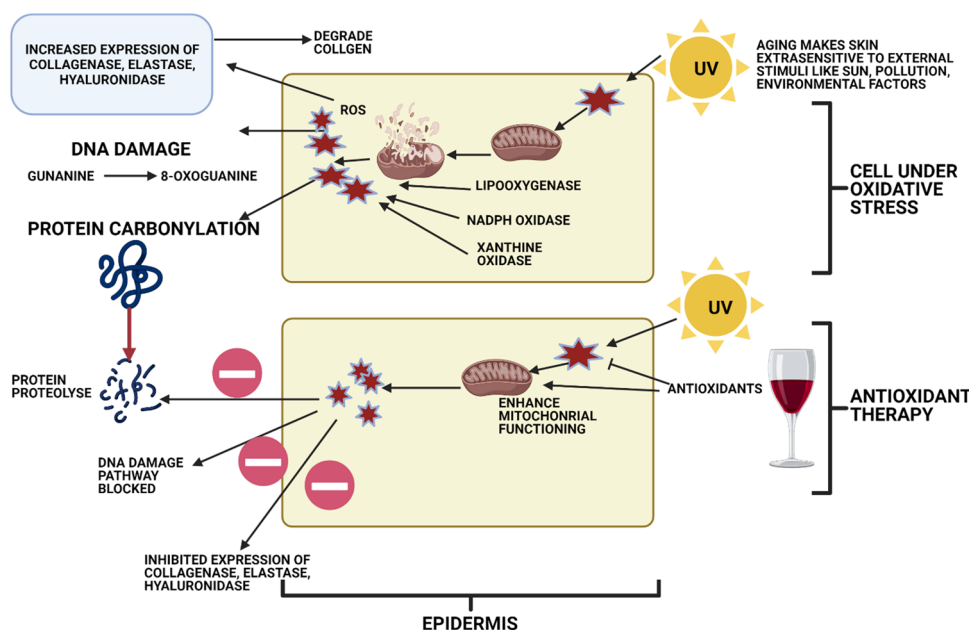 INCREASED EXPRESSION OF
COLLAGENASE, ELASTASE,
HYALURONIDASE
DEGRADE
COLLGEN
UV
AGING MAKES SKIN
EXTRASENSITIVE TO EXTERNAL
STIMULI LIKE SUN, POLLUTION,
ENVIRONMENTAL FACTORS
ROS
DNA DAMAGE
GUNANINE
8-OXOGUANINE
LIPOOXYGENASE
NADPH OXIDASE
XANTHINE
OXIDASE
CELL UNDER
OXIDATIVE
STRESS
PROTEIN CARBONYLATION
UV
PROTEIN
PROTEOLYSE
ENHANCE
MITOCHONRIAL
FUNCTIONING
ANTIOXIDANTS
ANTIOXIDANT
THERAPY
DNA DAMAGE
PATHWAY
BLOCKED
INHIBITED EXPRESSION OF
COLLAGENASE, ELASTASE,
HYALURONIDASE
EPIDERMIS